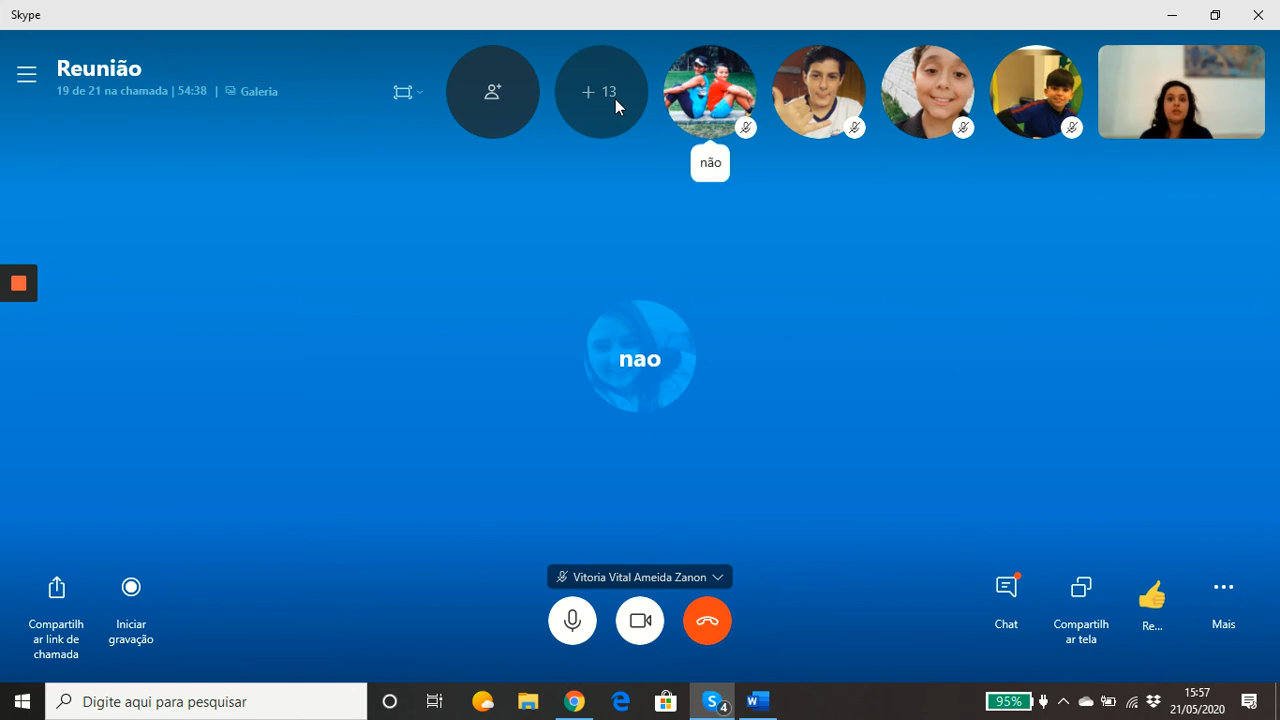 Skype
Reunião
19 de 21 na chamada | 54:38 | Galeria
+ 13
não
nao
Vitoria Vital Ameida Zanon
Compartilh
ar link de
chamada
Iniciar
gravação
Chat
Compartilh
ar tela
Re...
Mais
Digite aqui para pesquisar
4
95%
15:57
21/05/2020